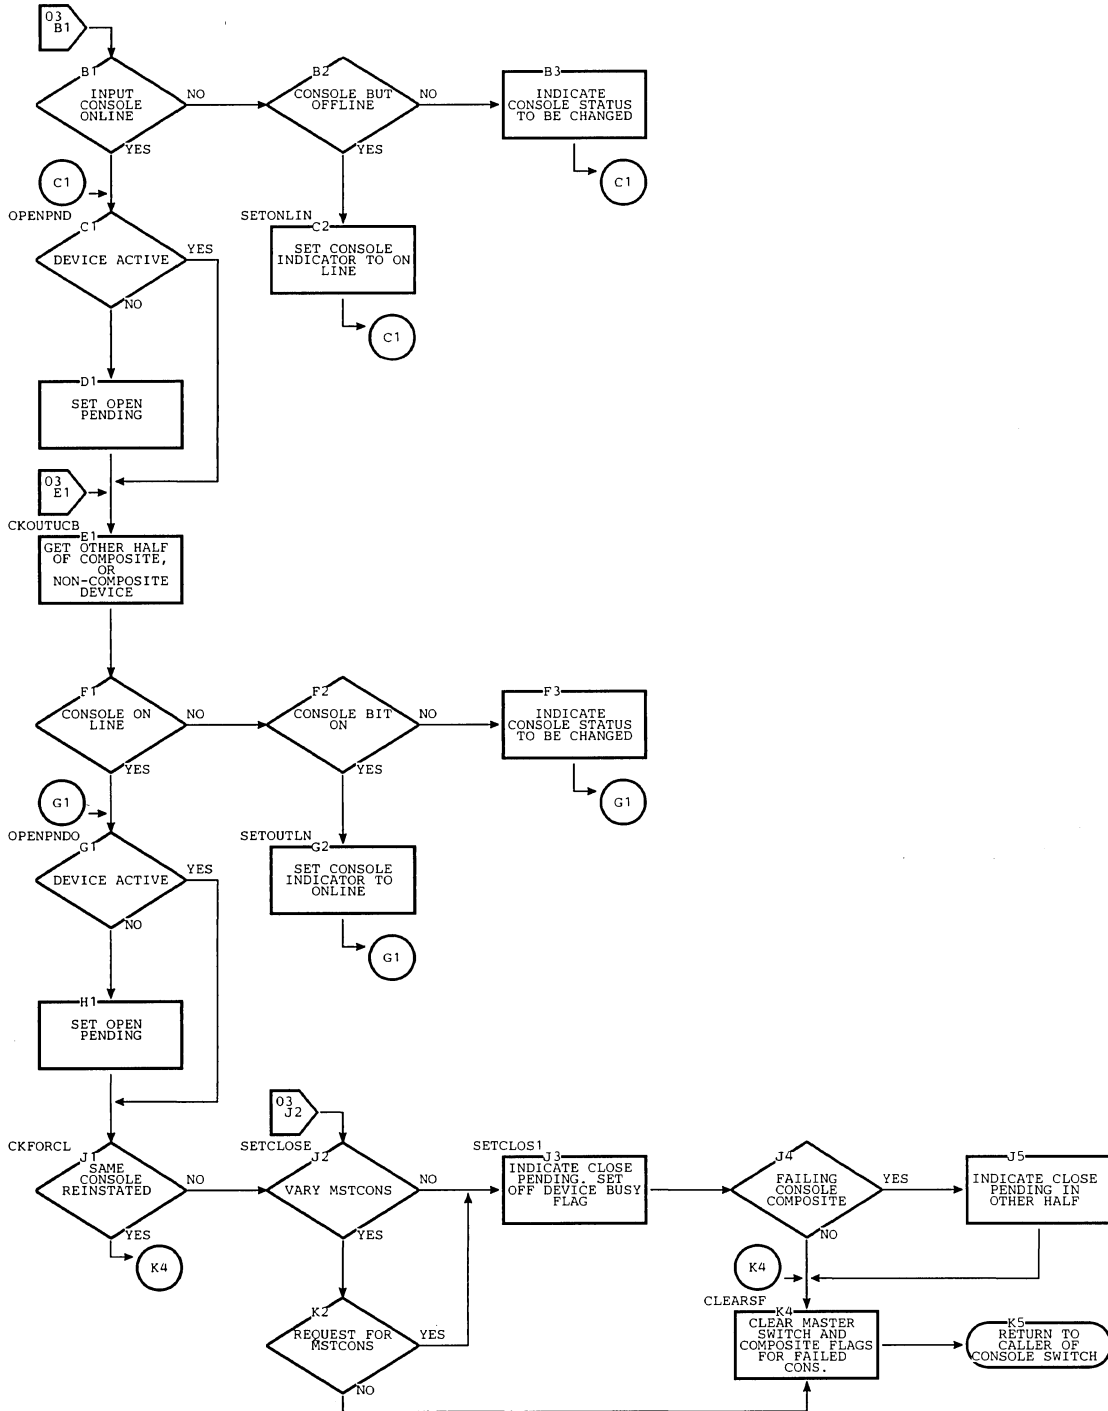 03
B1
B1
INPUT
CONSOLE
ONLINE
NO
YES
B2
CONSOLE BUT
OFFLINE
NO
YES
B3
INDICATE
CONSOLE STATUS
TO BE CHANGED
C1
C1
OPENPND
C1
DEVICE ACTIVE
YES
NO
SETONLIN
C2
SET CONSOLE
INDICATOR TO ON
LINE
C1
D1
SET OPEN
PENDING
03
E1
CKOUTUCB
E1
GET OTHER HALF
OF COMPOSITE,
OR
NON-COMPOSITE
DEVICE
F1
CONSOLE ON
LINE
NO
YES
F2
CONSOLE BIT
ON
NO
YES
F3
INDICATE
CONSOLE STATUS
TO BE CHANGED
G1
G1
OPENPNDO
G1
DEVICE ACTIVE
YES
NO
SETOUTLN
G2
SET CONSOLE
INDICATOR TO
ONLINE
G1
H1
SET OPEN
PENDING
03
J2
CKFORCL
J1
SAME
CONSOLE
REINSTATED
NO
YES
K4
SETCLOSE
J2
VARY MSTCONS
NO
YES
SETCLOS1
J3
INDICATE CLOSE
PENDING. SET
OFF DEVICE BUSY
FLAG
J4
FAILING
CONSOLE
COMPOSITE
YES
NO
J5
INDICATE CLOSE
PENDING IN
OTHER HALF
K4
K2
REQUEST FOR
MSTCONS
YES
NO
CLEARSF
K4
CLEAR MASTER
SWITCH AND
COMPOSITE FLAGS
FOR FAILED
CONS.
K5
RETURN TO
CALLER OF
CONSOLE SWITCH